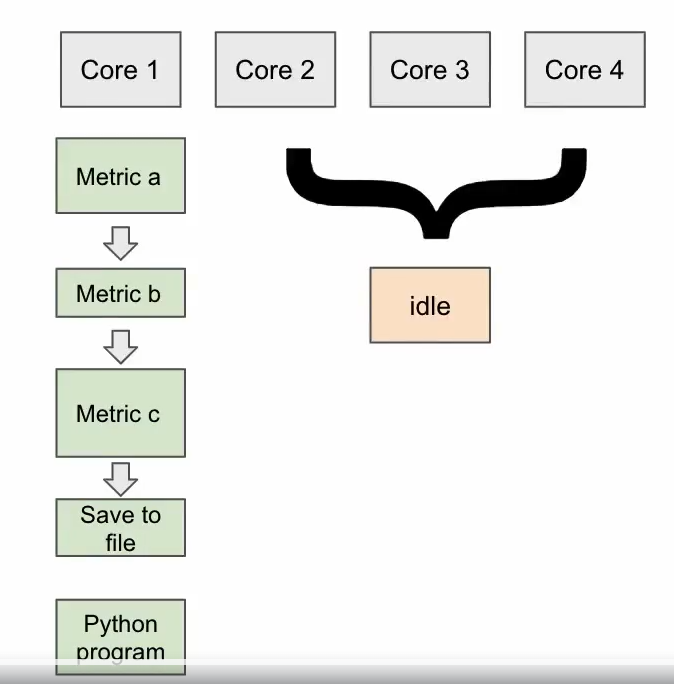 Core 1
Core 2
Core 3
Core 4
Metric a
Metric b
idle
Metric c
Save to
file
Python
program